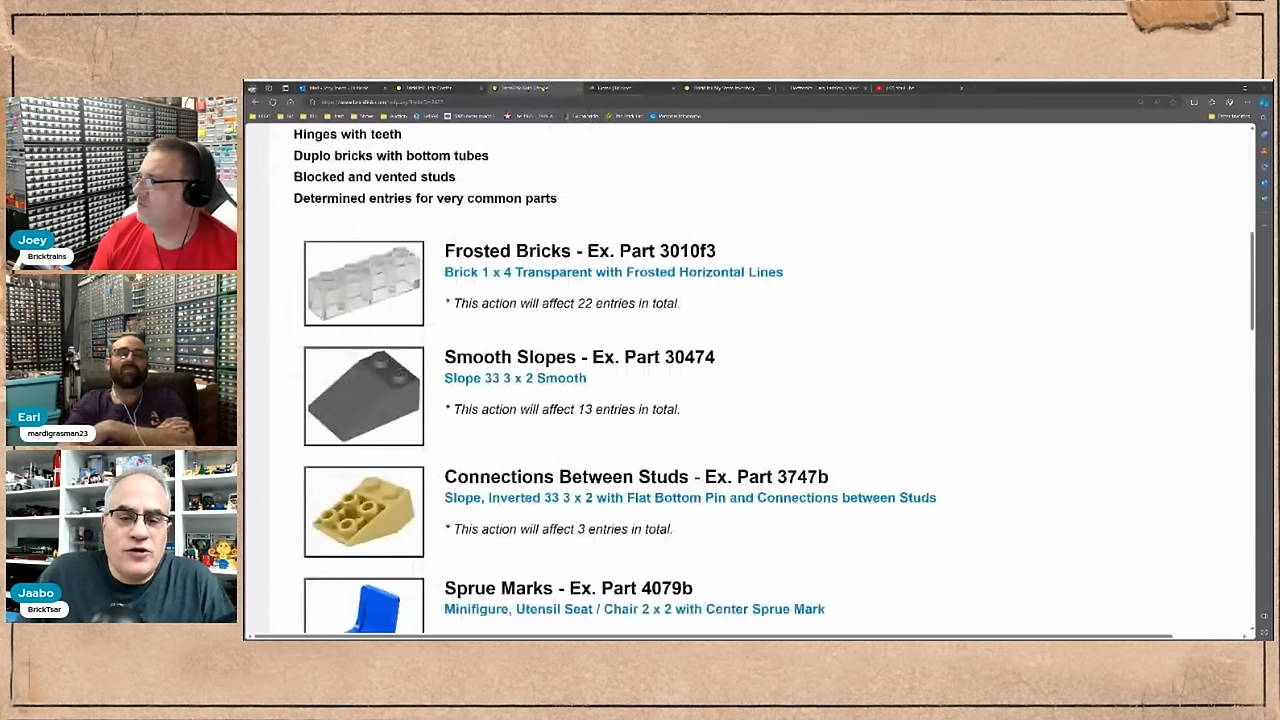 Joey
Bricktrains
Earl
mardigrasman23
Jaabo
BrickTsar
Hinges with teeth
Duplo bricks with bottom tubes
Blocked and vented studs
Determined entries for very common parts
Frosted Bricks - Ex. Part 3010f3
Brick 1 x 4 Transparent with Frosted Horizontal Lines
* This action will affect 22 entries in total.
Smooth Slopes - Ex. Part 30474
Slope 33 3 x 2 Smooth
* This action will affect 13 entries in total.
Connections Between Studs - Ex. Part 3747b
Slope, Inverted 33 3 x 2 with Flat Bottom Pin and Connections between Studs
* This action will affect 3 entries in total.
Sprue Marks - Ex. Part 4079b
Minifigure, Utensil Seat / Chair 2 x 2 with Center Sprue Mark